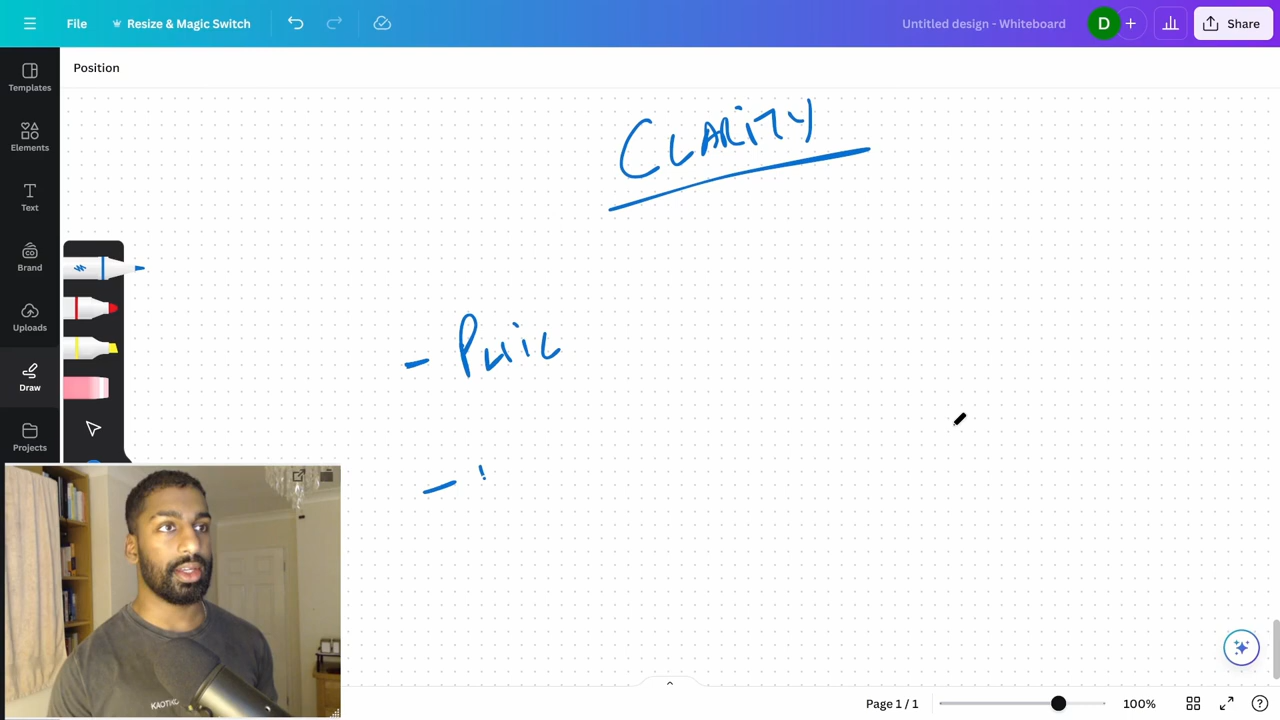 File Resize & Magic Switch Untitled design - Whiteboard D + Share
Position
Templates
Elements
Text
Brand
Uploads
Draw
Projects
CLARITY
-
-
KAOTIKO
Page 1 / 1 100%